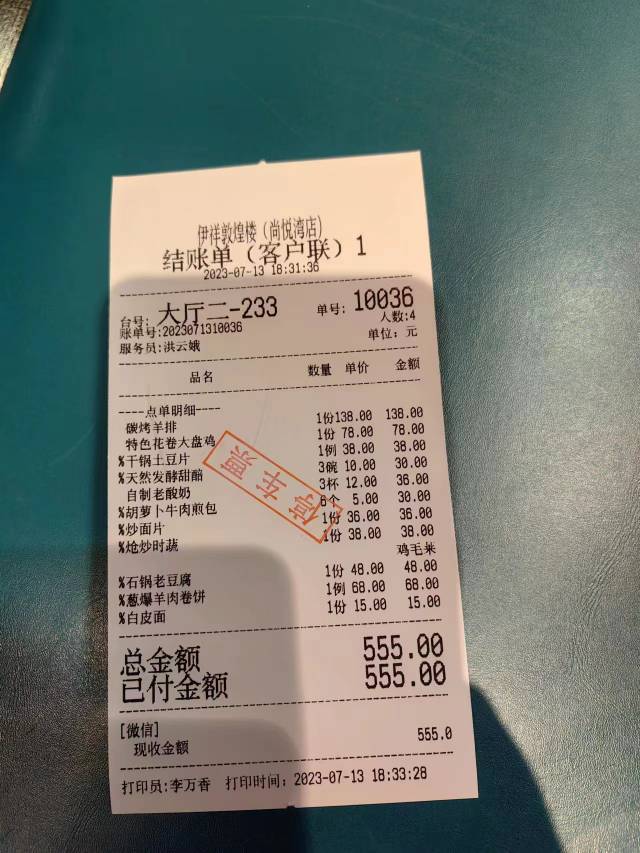 伊祥敦煌楼（尚悦湾店）
结账单（客户联）1
2023-07-13 18:31:36
台号：大厅二-233 单号：10036
账单号：2023071310036 人数：4
服务员：洪云娥 单位：元
品名 数量 单价 金额
----点单明细----
碳烤羊排 1份138.00 138.00
特色花卷大盘鸡 1份 78.00 78.00
%干锅土豆片 1例 38.00 38.00
%天然发酵甜醅 3碗 10.00 30.00
自制老酸奶 3杯 12.00 36.00
%胡萝卜牛肉煎包 6个 5.00 30.00
%炒面片 1份 36.00 36.00
%炝炒时蔬 1份 38.00 38.00
鸡毛菜
%石锅老豆腐 1份 48.00 48.00
%葱爆羊肉卷饼 1例 68.00 68.00
%白皮面 1份 15.00 15.00
总金额 555.00
已付金额 555.00
[微信]
现收金额 555.0
打印员：李万香 打印时间：2023-07-13 18:33:28
停车票